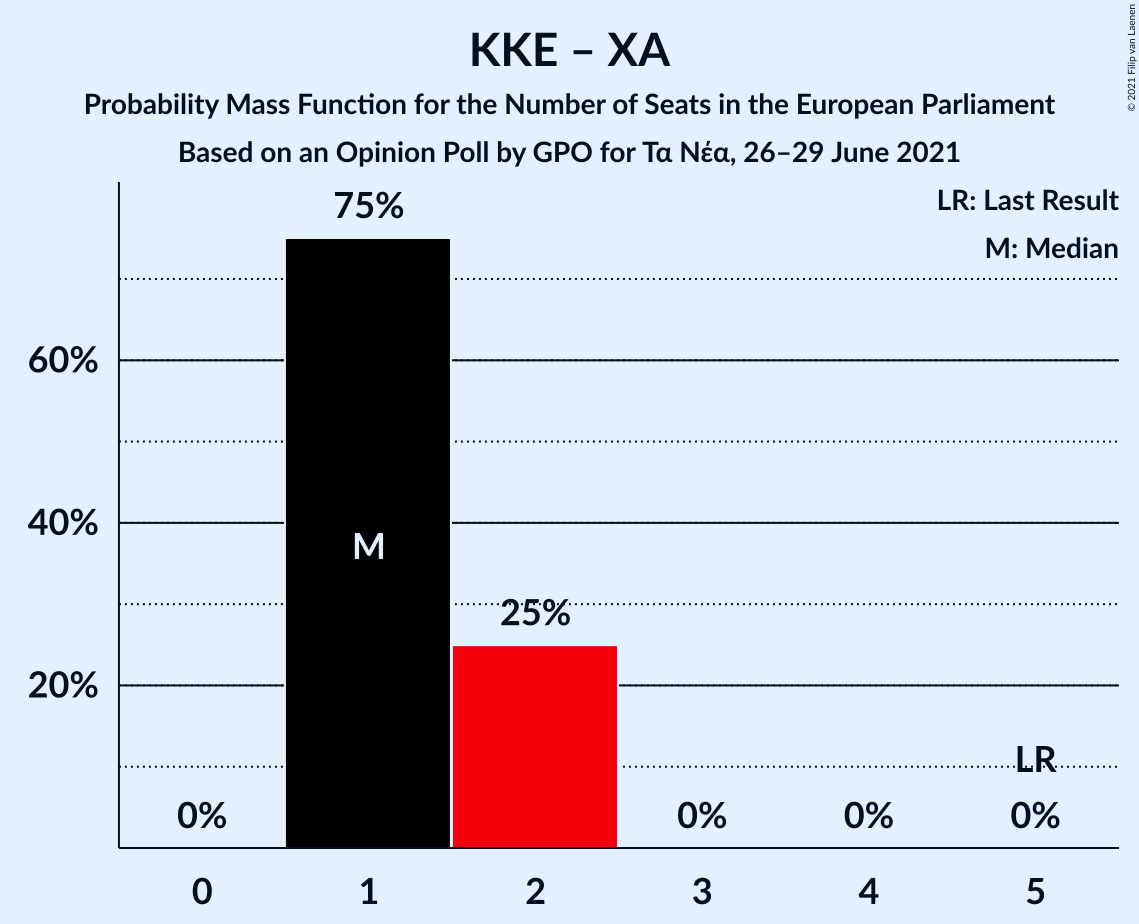 KKE – XA
Probability Mass Function for the Number of Seats in the European Parliament
Based on an Opinion Poll by GPO for Τα Νέα, 26–29 June 2021
© 2021 Filip van Laenen
LR: Last Result
M: Median
75%
60%
40%
M
25%
20%
LR
0%
0%
0%
0%
0
1
2
3
4
5